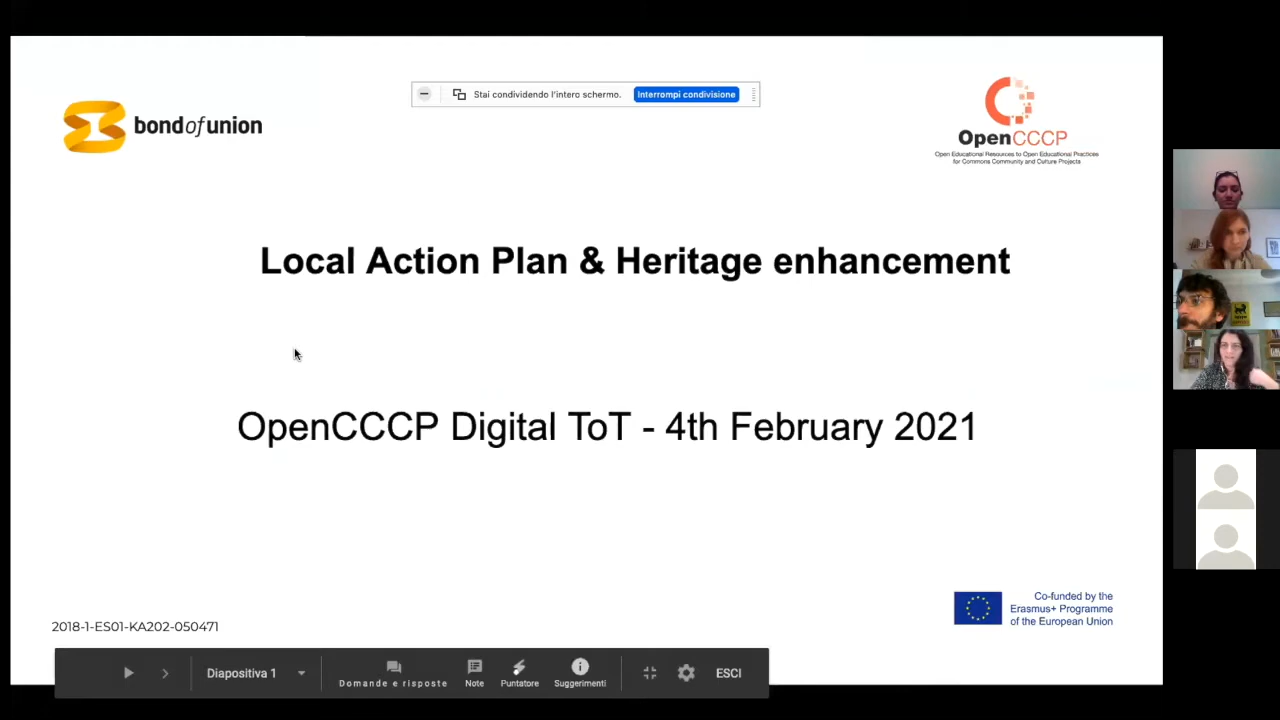 Stai condividendo l'intero schermo.
Interrompi condivisione
bondofunion
OpenCCCP
Open Educational Resources to Open Educational Practices
for Commons Community and Culture Projects
Local Action Plan & Heritage enhancement
OpenCCCP Digital ToT - 4th February 2021
Co-funded by the
Erasmus+ Programme
of the European Union
2018-1-ES01-KA202-050471
Diapositiva 1
Domande e risposte
Note
Puntatore
Suggerimenti
ESCI